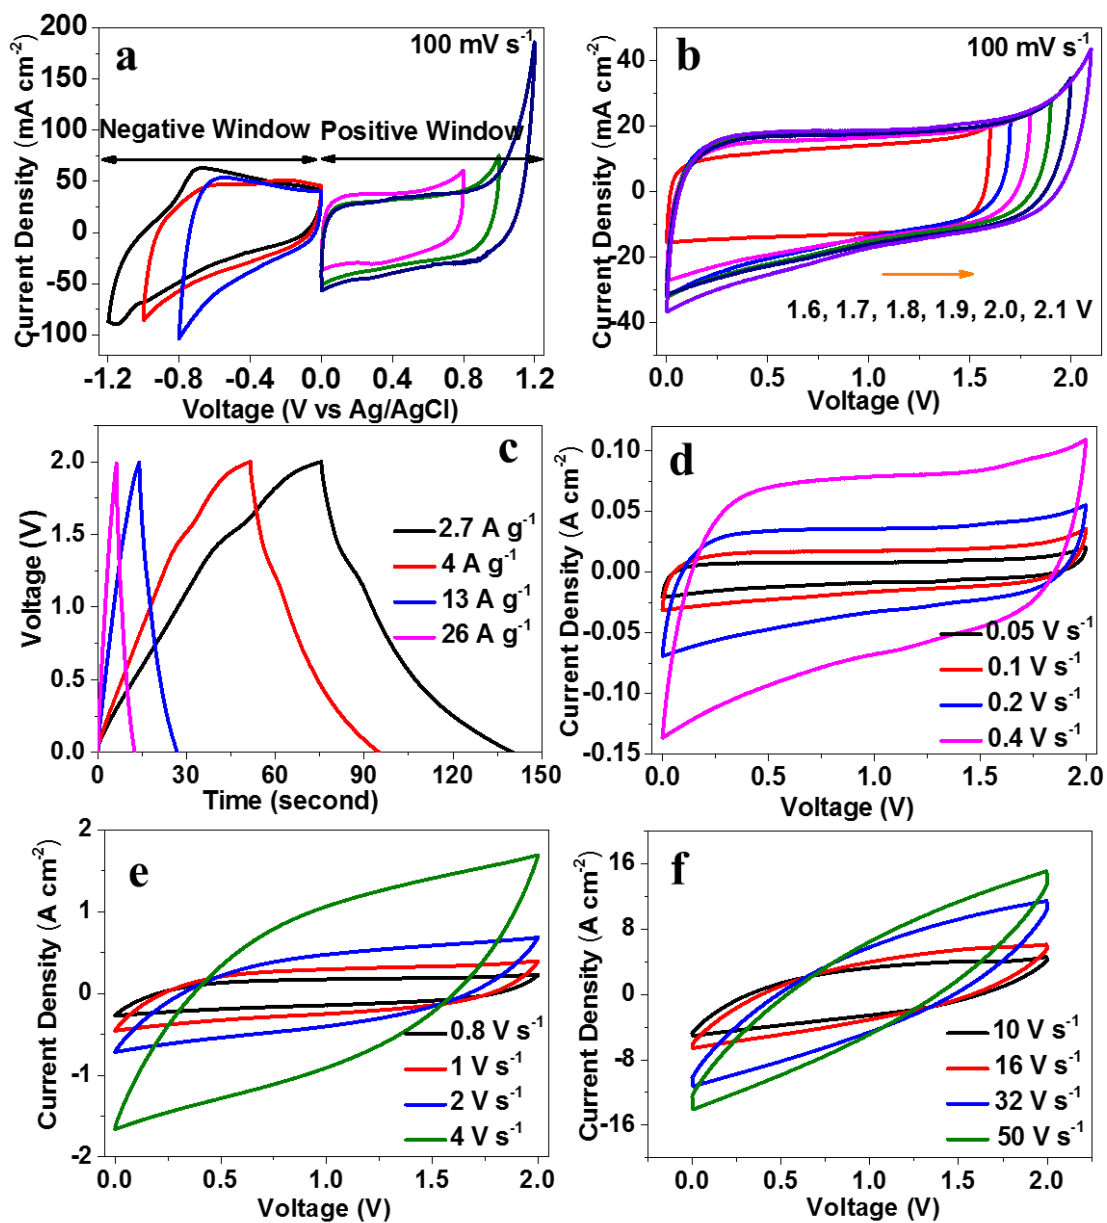 a
100 mV s⁻¹
Negative Window
Positive Window
200
150
100
50
0
-50
-100
Current Density (mA cm⁻²)
-1.2 -0.8 -0.4 0.0 0.4 0.8 1.2
Voltage (V vs Ag/AgCl)
b
100 mV s⁻¹
40
20
0
-20
-40
Current Density (mA cm⁻²)
1.6, 1.7, 1.8, 1.9, 2.0, 2.1 V
0.0 0.5 1.0 1.5 2.0
Voltage (V)
c
2.0
1.5
1.0
0.5
0.0
Voltage (V)
2.7 A g⁻¹
4 A g⁻¹
13 A g⁻¹
26 A g⁻¹
0 30 60 90 120 150
Time (second)
d
0.10
0.05
0.00
-0.05
-0.10
-0.15
Current Density (A cm⁻²)
0.05 V s⁻¹
0.1 V s⁻¹
0.2 V s⁻¹
0.4 V s⁻¹
0.0 0.5 1.0 1.5 2.0
Voltage (V)
e
2
1
0
-1
-2
Current Density (A cm⁻²)
0.8 V s⁻¹
1 V s⁻¹
2 V s⁻¹
4 V s⁻¹
0.0 0.5 1.0 1.5 2.0
Voltage (V)
f
16
8
0
-8
-16
Current Density (A cm⁻²)
10 V s⁻¹
16 V s⁻¹
32 V s⁻¹
50 V s⁻¹
0.0 0.5 1.0 1.5 2.0
Voltage (V)